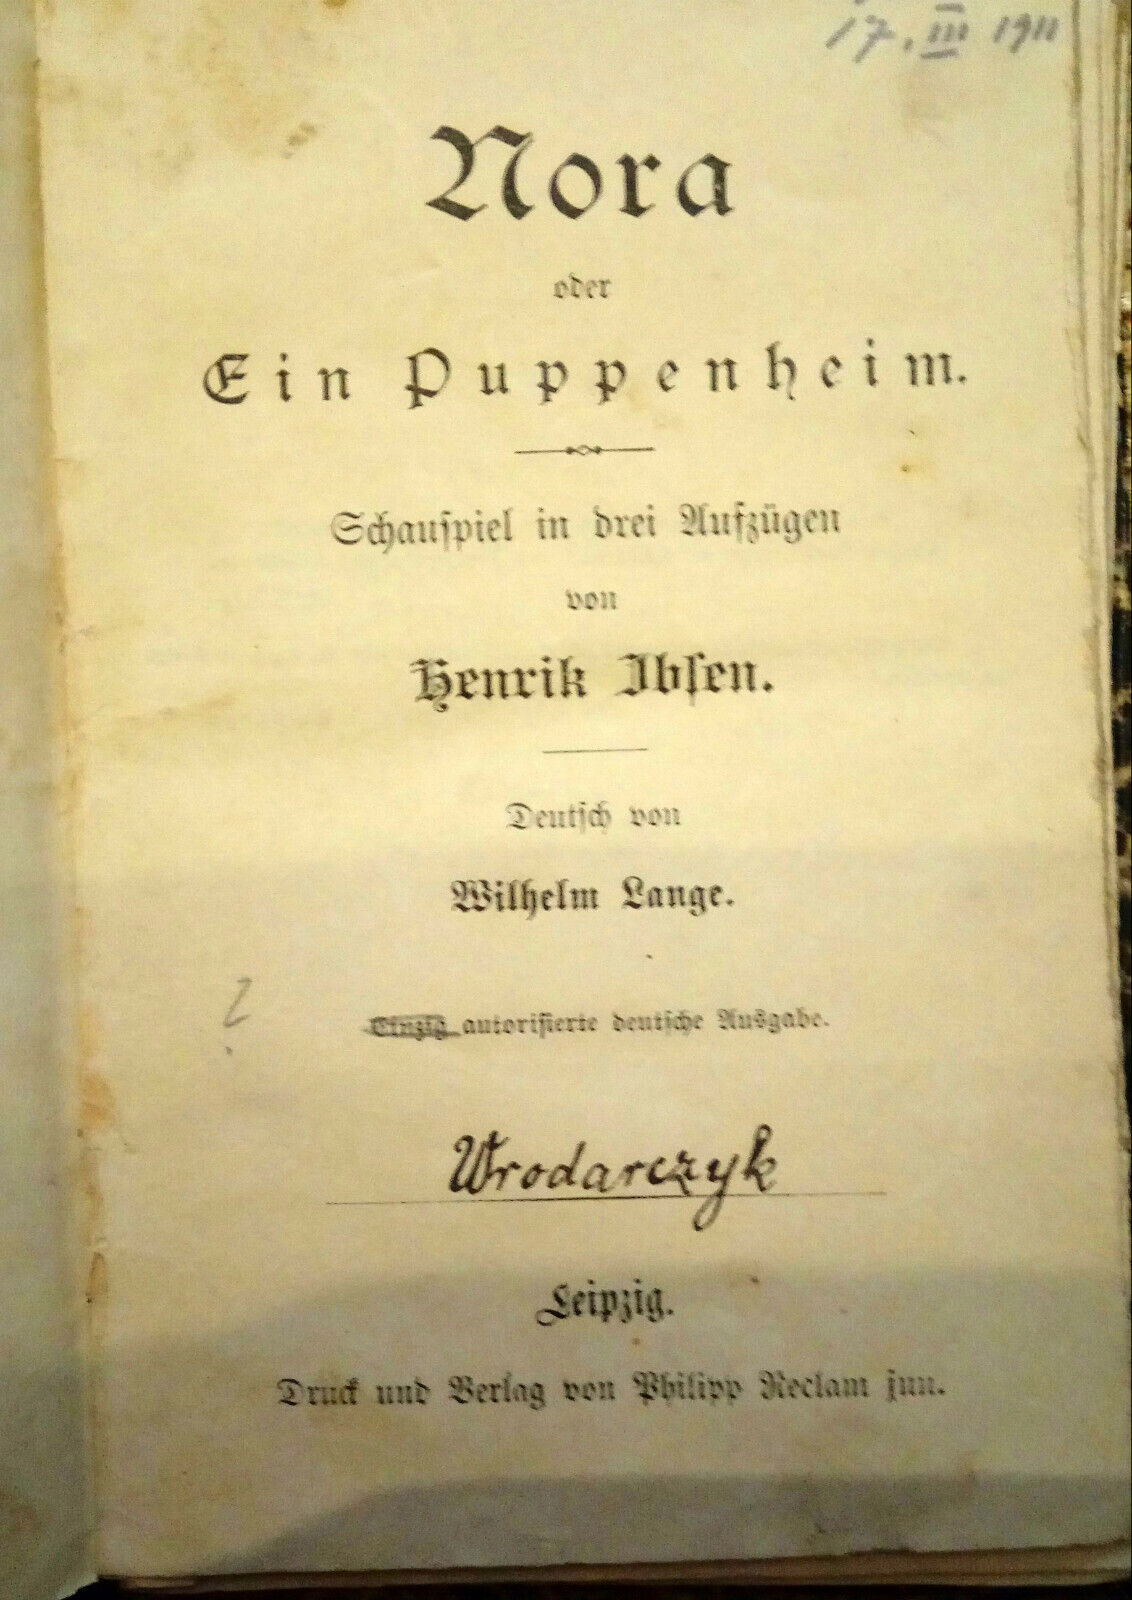 17. III 1911
Nora
oder
Ein Puppenheim.
Schauſpiel in drei Aufzügen
von
Henrik Ibſen.
Deutſch von
Wilhelm Lange.
?
Einzig autoriſierte deutſche Ausgabe.
Wrodarczyk
Leipzig.
Druck und Verlag von Philipp Reclam jun.